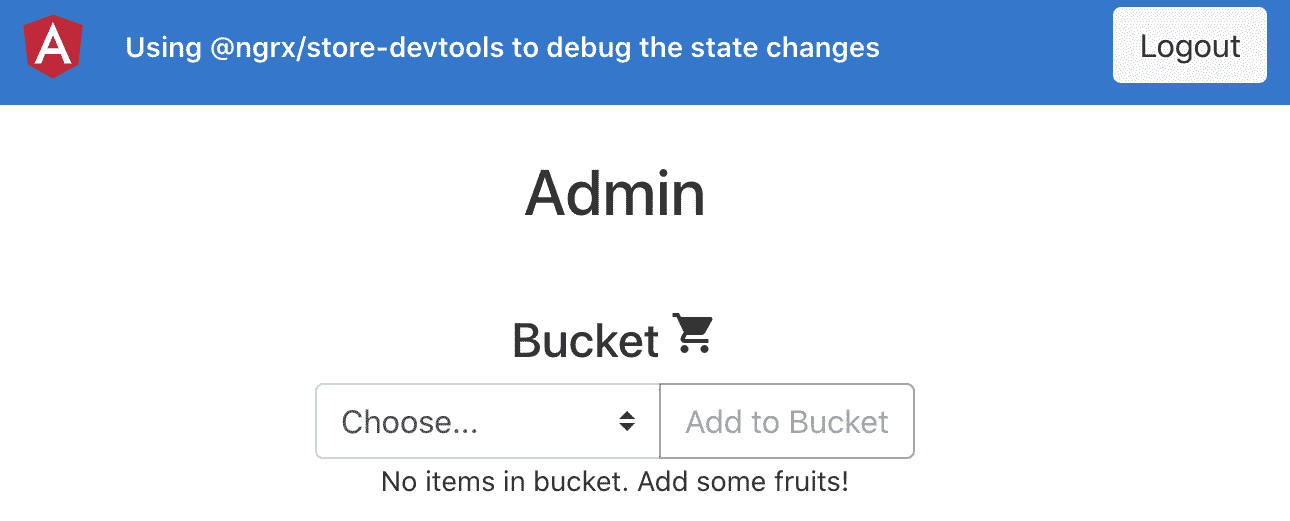 Using @ngrx/store-devtools to debug the state changes
Logout
Admin
Bucket
Choose...
Add to Bucket
No items in bucket. Add some fruits!